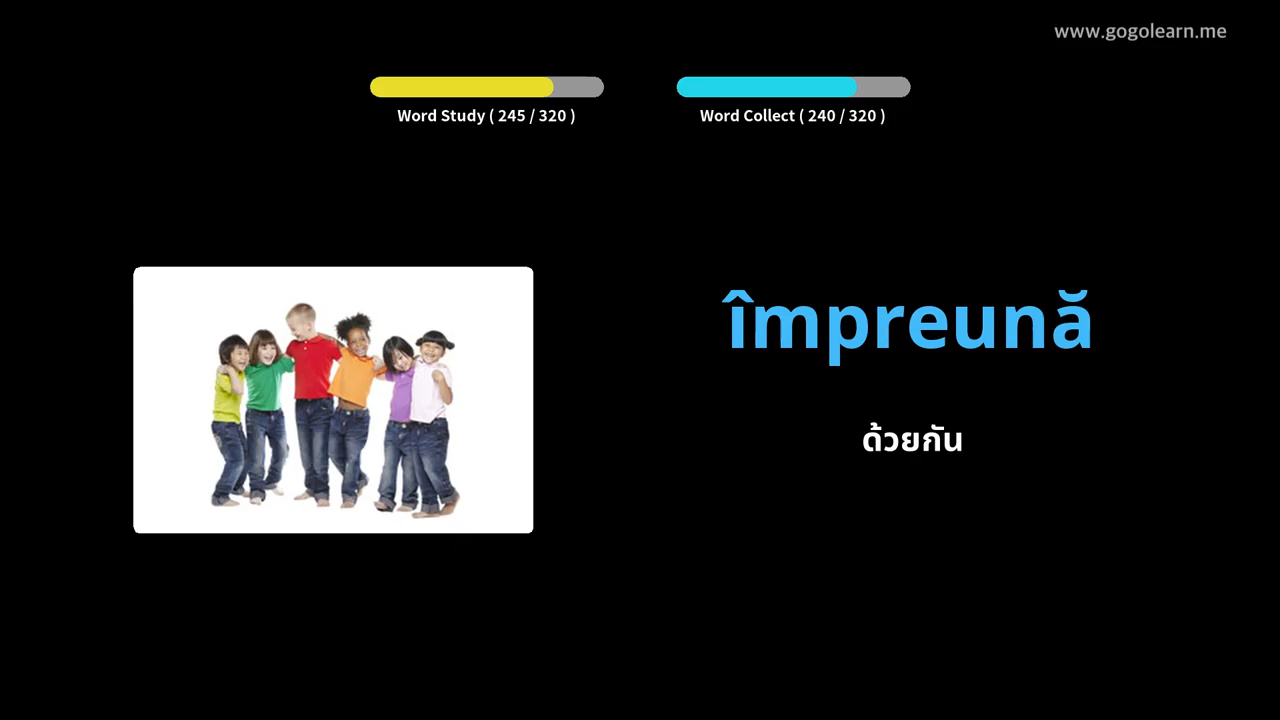 www.gogolearn.me
Word Study ( 245 / 320 )
Word Collect ( 240 / 320 )
împreună
ด้วยกัน